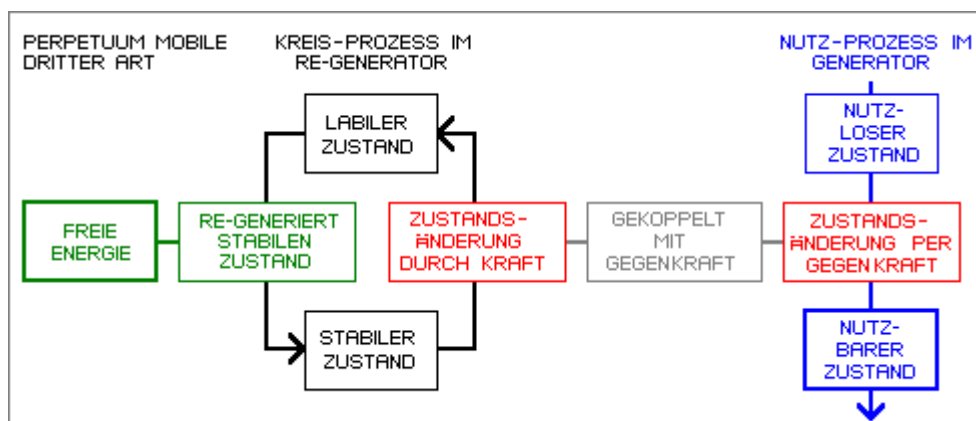 PERPETUUM MOBILE
DRITTER ART
KREIS-PROZESS IM
RE-GENERATOR
NUTZ-PROZESS IM
GENERATOR
LABILER
ZUSTAND
NUTZ-
LOSER
ZUSTAND
FREIE
ENERGIE
RE-GENERIERT
STABILEN
ZUSTAND
ZUSTANDS-
ÄNDERUNG
DURCH KRAFT
GEKOPPELT
MIT
GEGENKRAFT
ZUSTANDS-
ÄNDERUNG PER
GEGENKRAFT
STABILER
ZUSTAND
NUTZ-
BARER
ZUSTAND